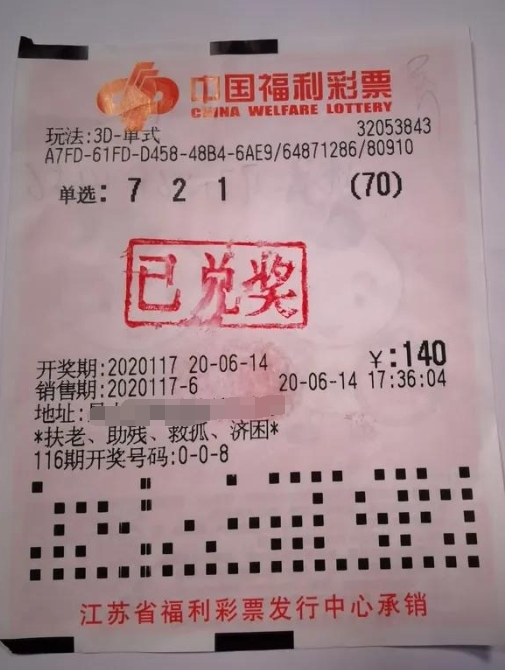 中国福利彩票
CHINA WELFARE LOTTERY
玩法:3D-单式 32053843
A7FD-61FD-D458-48B4-6AE9/64871286/80910
单选: 7 2 1 (70)
已兑奖
开奖期:2020117 20-06-14 ￥:140
销售期:2020117-6 20-06-14 17:36:04
地址:
*扶老、助残、救孤、济困*
116期开奖号码:0-0-8
江苏省福利彩票发行中心承销